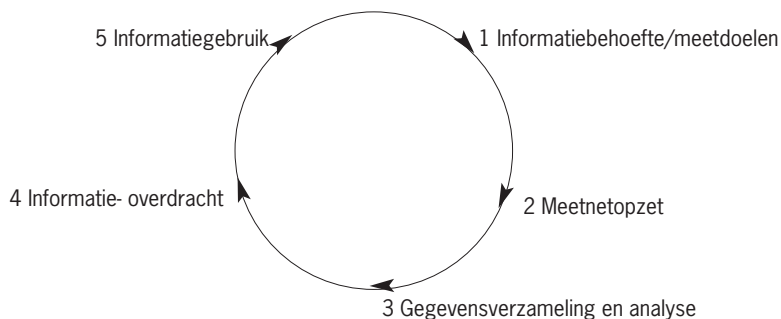 5 Informatiegebruik
1 Informatiebehoefte/meetdoelen
4 Informatie- overdracht
2 Meetnetopzet
3 Gegevensverzameling en analyse